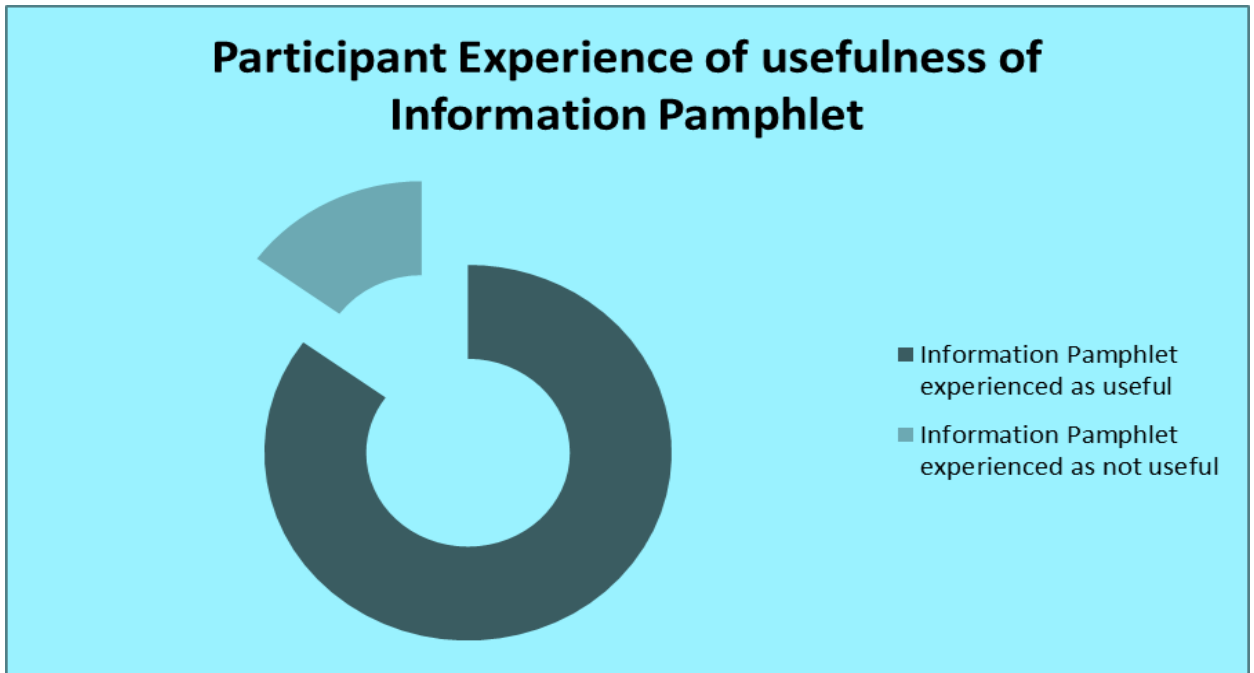 Participant Experience of usefulness of
Information Pamphlet
Information Pamphlet
experienced as useful
Information Pamphlet
experienced as not useful